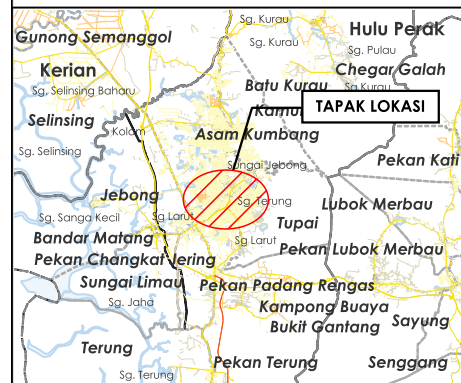 Sg. Kurau
Gunong Semanggol
Hulu Perak
Sg. Kurau
Sg. Pulau
Kerian
Chegar Galah
Sg. Selinsing Baharu
Batu Kurau
Sg.Kurau
TAPAK LOKASI
Selinsing
Kolam
Asam Kumbang
Sg. Selinsing
Sungai Jebong
Pekan Kati
Jebong
Sg. Terung
Lubok Merbau
Sg. Sanga Kecil
Sg.Larut
Tupai
Bandar Matang
Sg.Larut
Pekan Lubok Merbau
Pekan Changkat Jering
Sungai Limau
Pekan Padang Rengas
Sg. Jaha
Kampong Buaya
Bukit Gantang
Sayung
Terung
Pekan Terung
Senggang
Sg. Terung